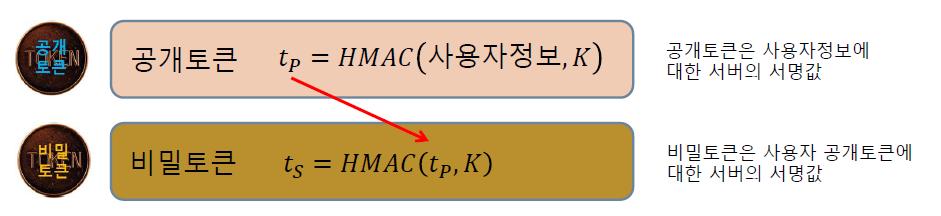 공개
토큰
TOKEN
공개토큰 t_P = HMAC(사용자정보, K)
공개토큰은 사용자정보에
대한 서버의 서명값
비밀
토큰
TOKEN
비밀토큰 t_S = HMAC(t_P, K)
비밀토큰은 사용자 공개토큰에
대한 서버의 서명값